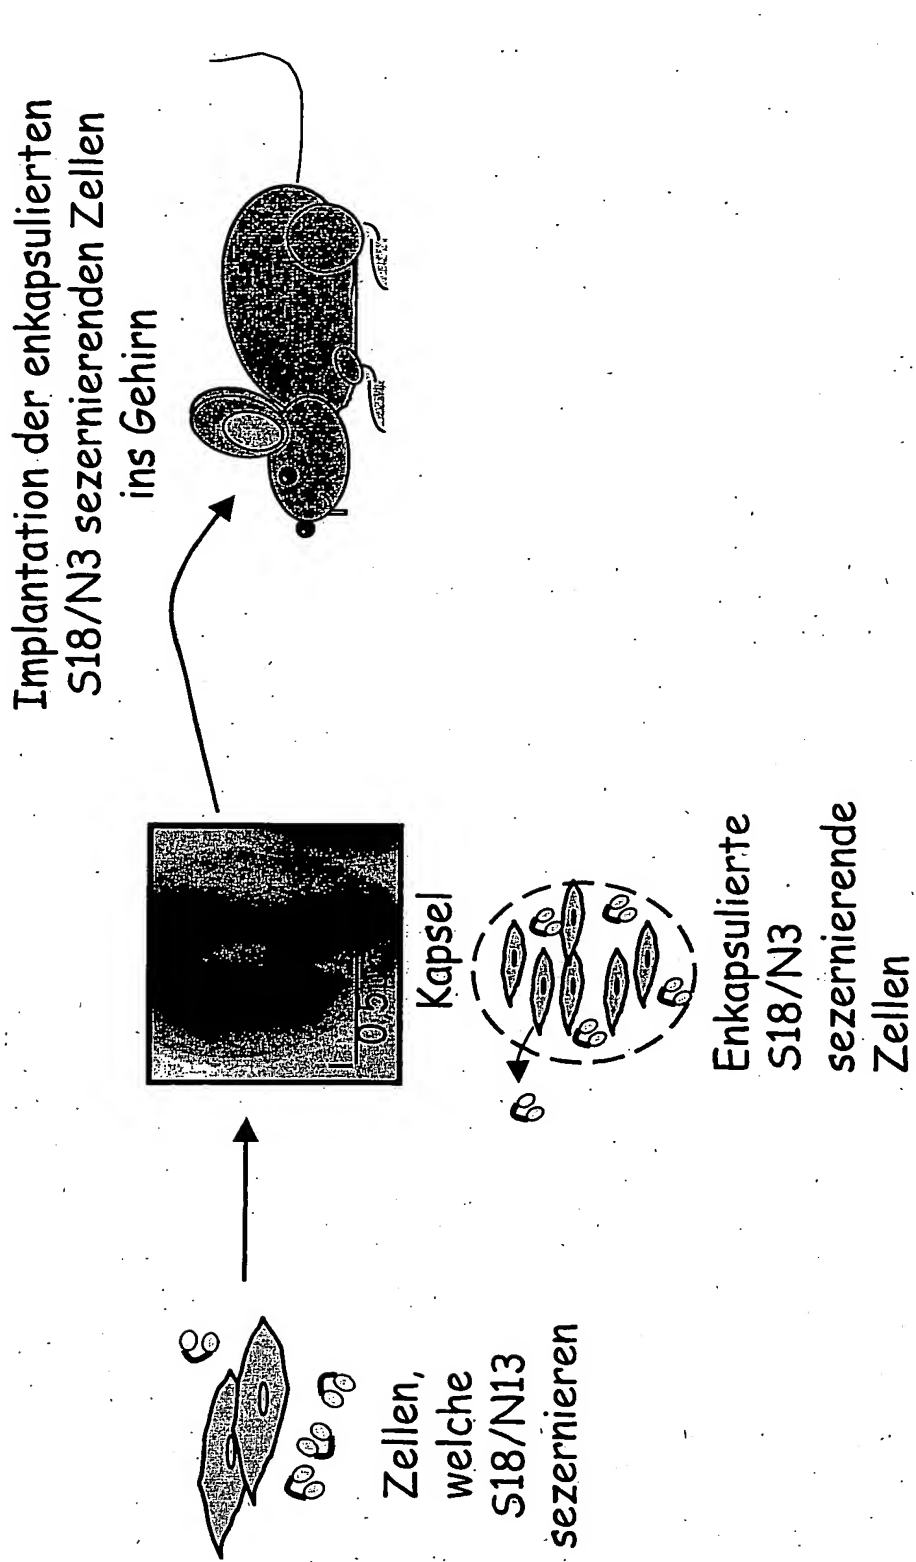 Zellen,
welche
S18/N13
sezernieren
Kapsel
Enkapsulierte
S18/N3
sezernierende
Zellen
Implantation der enkapsulierten
S18/N3 sezernierenden Zellen
ins Gehirn